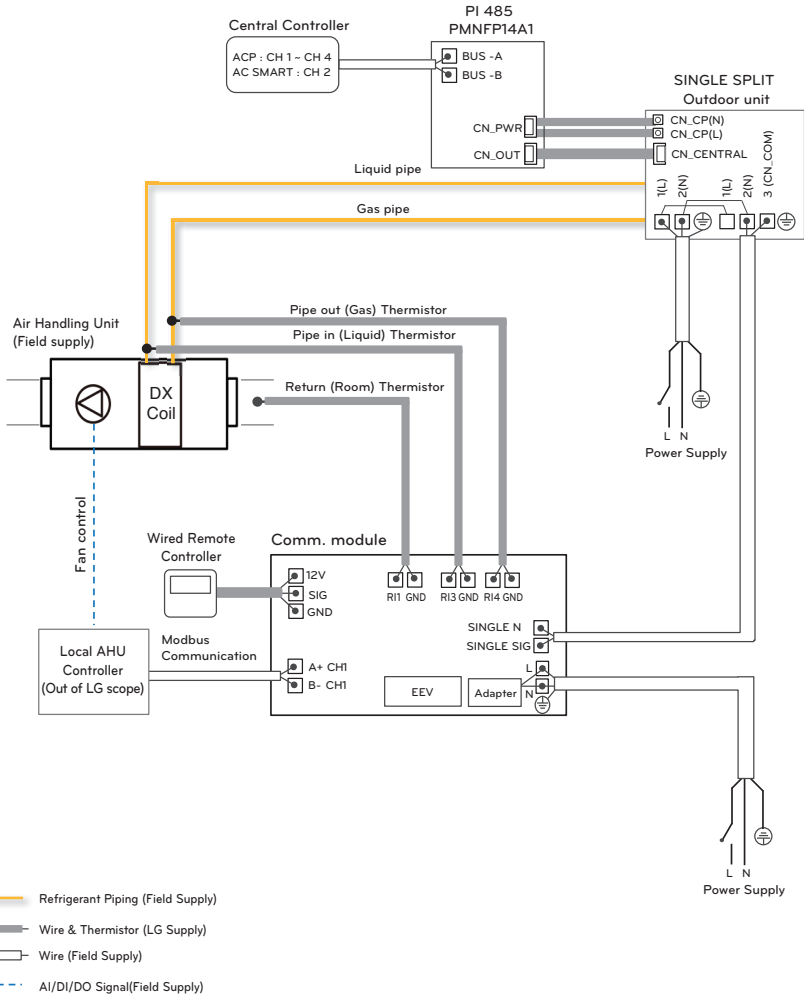 Central Controller
ACP : CH 1 ~ CH 4
AC SMART : CH 2
PI 485
PMNFP14A1
BUS -A
BUS -B
CN_PWR
CN_OUT
SINGLE SPLIT
Outdoor unit
CN_CP(N)
CN_CP(L)
CN_CENTRAL
1(L)
2(N)
1(L)
2(N)
3 (CN_COM)
Liquid pipe
Gas pipe
Pipe out (Gas) Thermistor
Pipe in (Liquid) Thermistor
Return (Room) Thermistor
Air Handling Unit
(Field supply)
DX
Coil
L N
Power Supply
Fan control
Wired Remote
Controller
Comm. module
12V
SIG
GND
RI1 GND
RI3 GND
RI4 GND
SINGLE N
SINGLE SIG
L
N
Local AHU
Controller
(Out of LG scope)
Modbus
Communication
A+ CH1
B- CH1
EEV
Adapter
L N
Power Supply
Refrigerant Piping (Field Supply)
Wire & Thermistor (LG Supply)
Wire (Field Supply)
AI/DI/DO Signal(Field Supply)